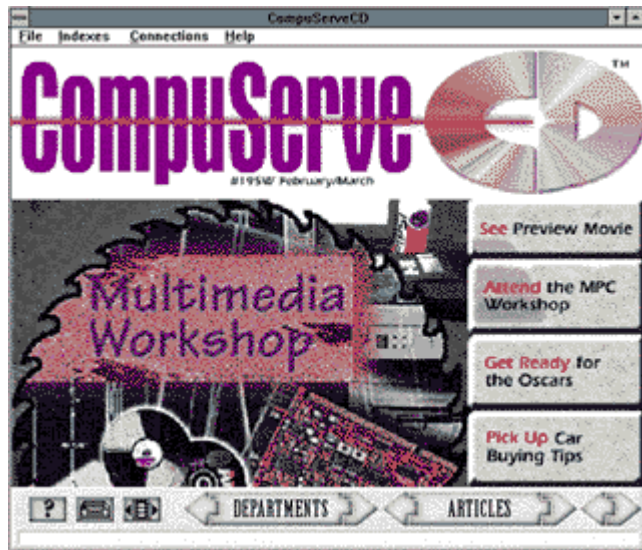 CompuServeCD
File Indexes Connections Help
CompuServe CD TM
#195W February/March
Multimedia
Workshop
See Preview Movie
Attend the MPC
Workshop
Get Ready for
the Oscars
Pick Up Car
Buying Tips
? DEPARTMENTS ARTICLES